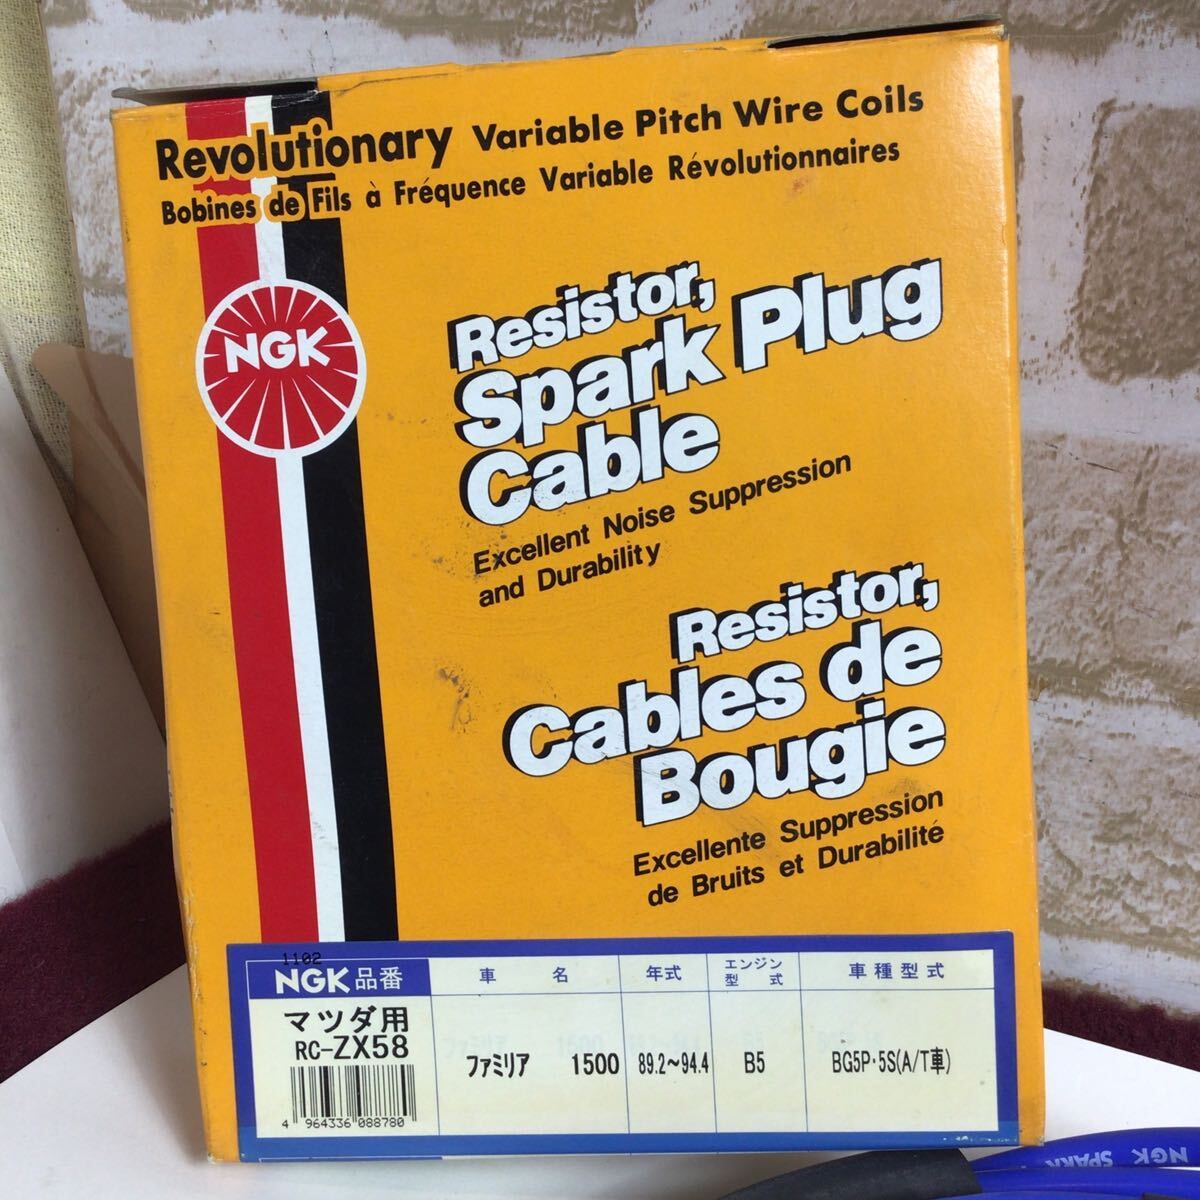 Revolutionary Variable Pitch Wire Coils
Bobines de Fils à Fréquence Variable Révolutionnaires
NGK
Resistor,
Spark Plug
Cable
Excellent Noise Suppression
and Durability
Resistor,
Cables de
Bougie
Excellente Suppression
de Bruits et Durabilité
1102
NGK品番 車名 年式 エンジン型式 車種型式
マツダ用
RC-ZX58
ファミリア 1500 89.2~94.4 B5 BG5P・5S(A/T車)
4 964336 088780
NGK SPARK